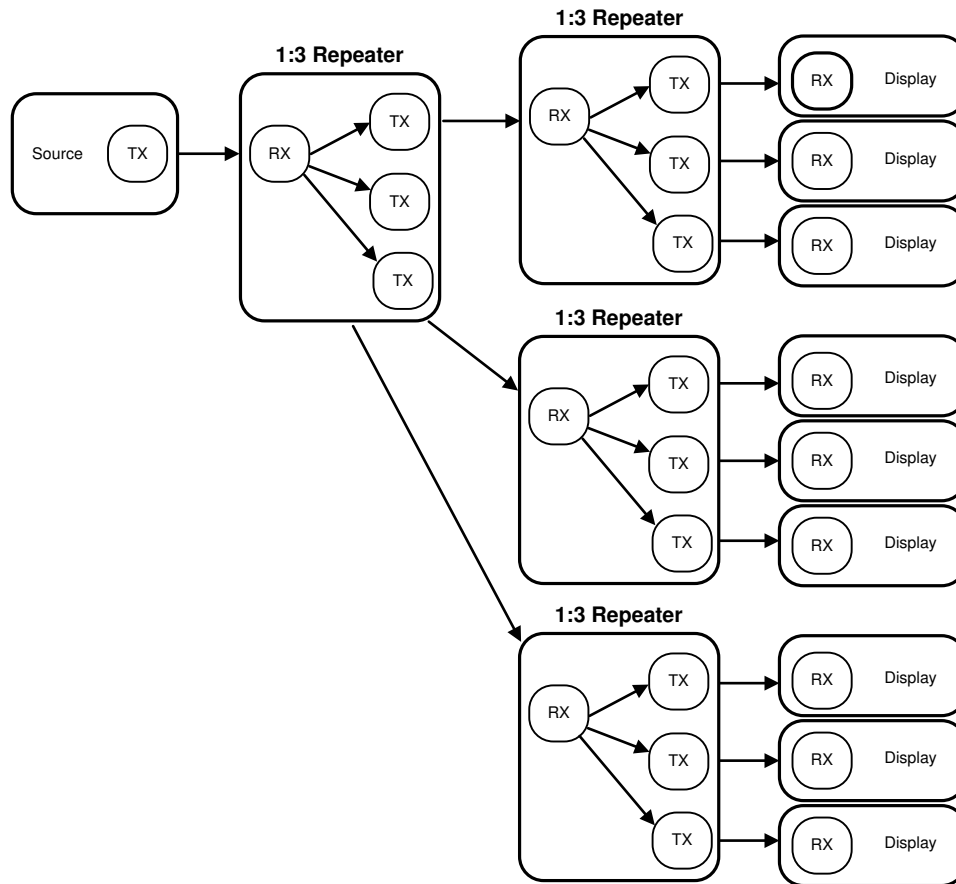 1:3 Repeater
1:3 Repeater
Source
TX
RX
TX
TX
TX
RX
TX
TX
TX
RX
Display
RX
Display
RX
Display
1:3 Repeater
RX
TX
TX
TX
RX
Display
RX
Display
RX
Display
1:3 Repeater
RX
TX
TX
TX
RX
Display
RX
Display
RX
Display